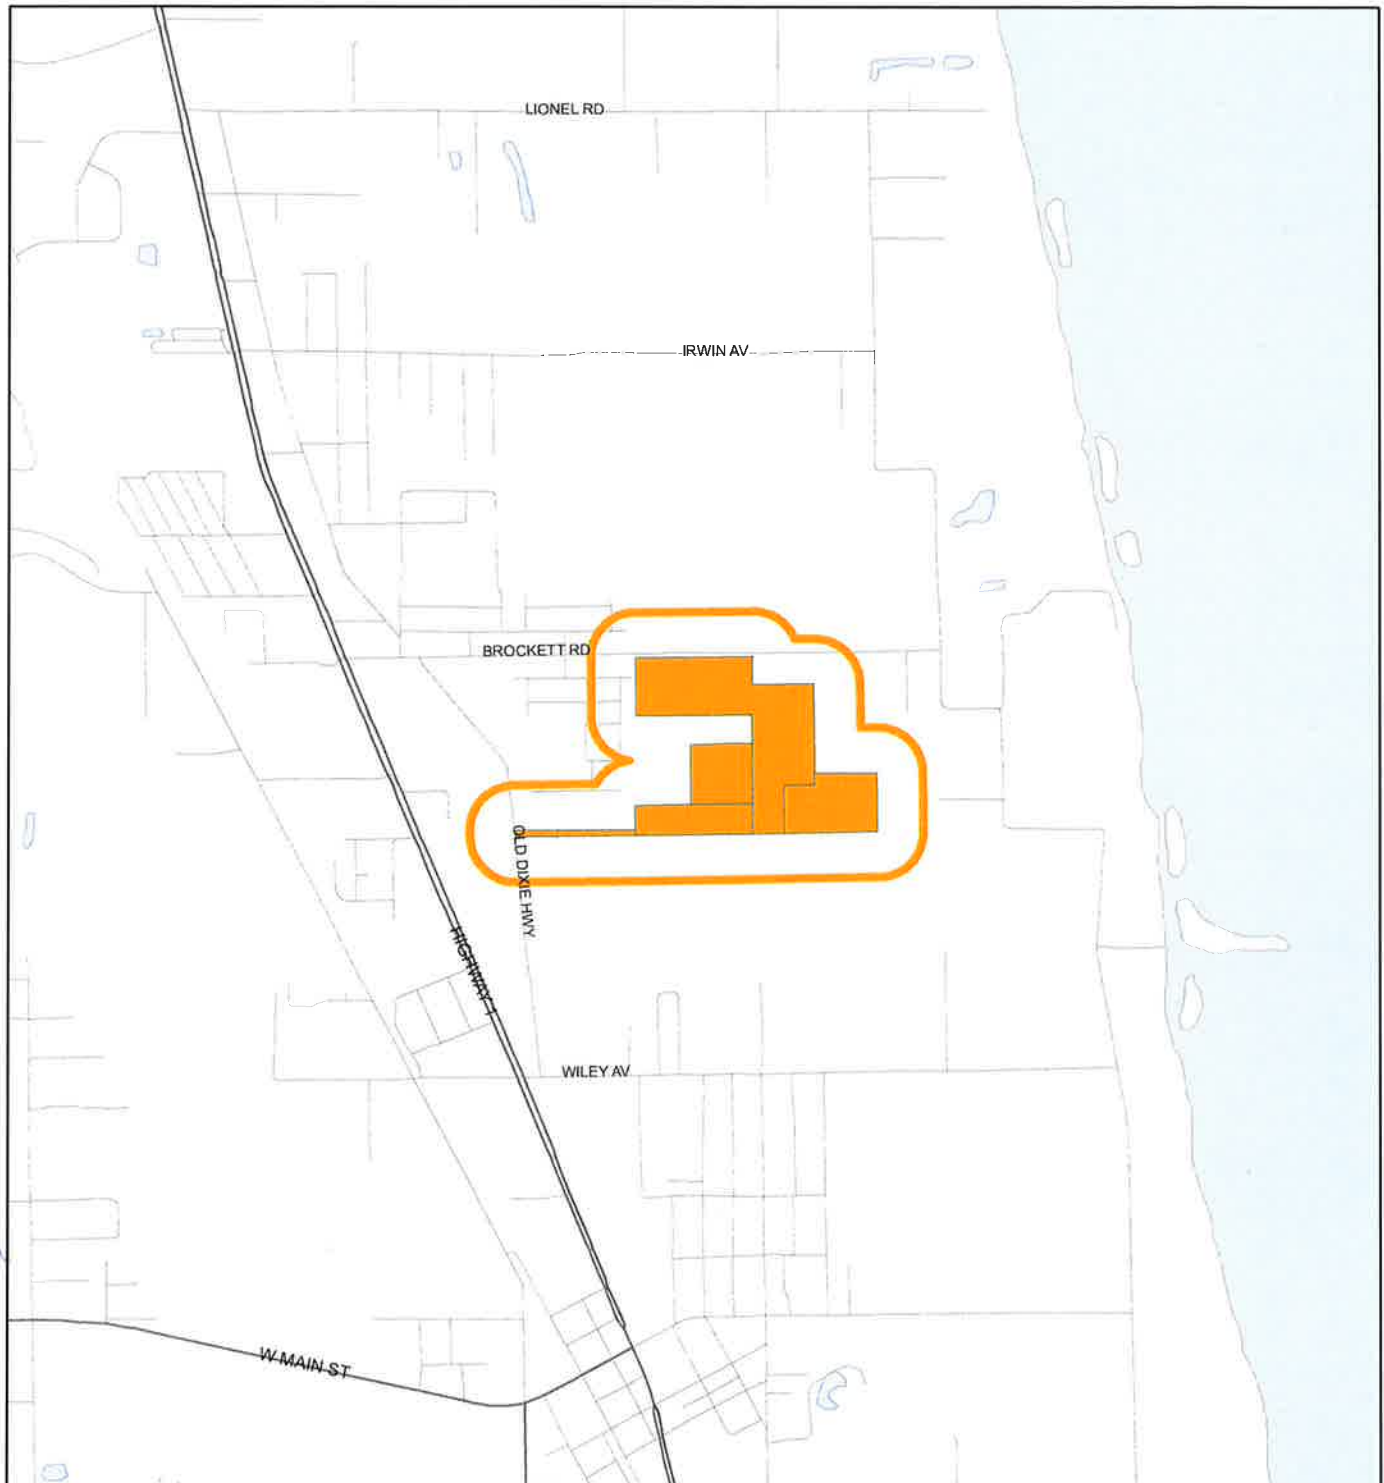 LIONEL RD
IRWIN AV
BROCKETT RD
OLD DIXIE HWY
HIGHWAY 1
WILEY AV
W MAIN ST